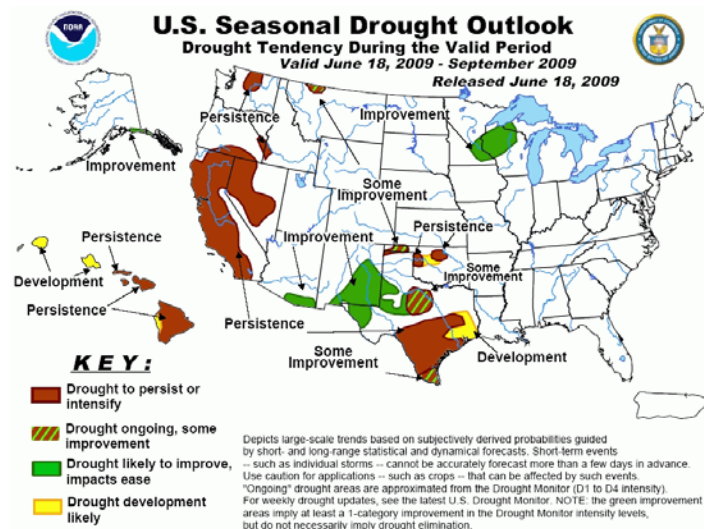 NOAA
U.S. Seasonal Drought Outlook
Drought Tendency During the Valid Period
Valid June 18, 2009 - September 2009
Released June 18, 2009
Persistence
Improvement
Improvement
Some
Improvement
Persistence
Improvement
Persistence
Some
Improvement
Development
Persistence
Persistence
Some
Improvement
Development
KEY:
Drought to persist or
intensify
Drought ongoing, some
improvement
Drought likely to improve,
impacts ease
Drought development
likely
Depicts large-scale trends based on subjectively derived probabilities guided
by short- and long-range statistical and dynamical forecasts. Short-term events
-- such as individual storms -- cannot be accurately forecast more than a few days in advance.
Use caution for applications -- such as crops -- that can be affected by such events.
"Ongoing" drought areas are approximated from the Drought Monitor (D1 to D4 intensity).
For weekly drought updates, see the latest U.S. Drought Monitor. NOTE: the green improvement
areas imply at least a 1-category improvement in the Drought Monitor intensity levels,
but do not necessarily imply drought elimination.